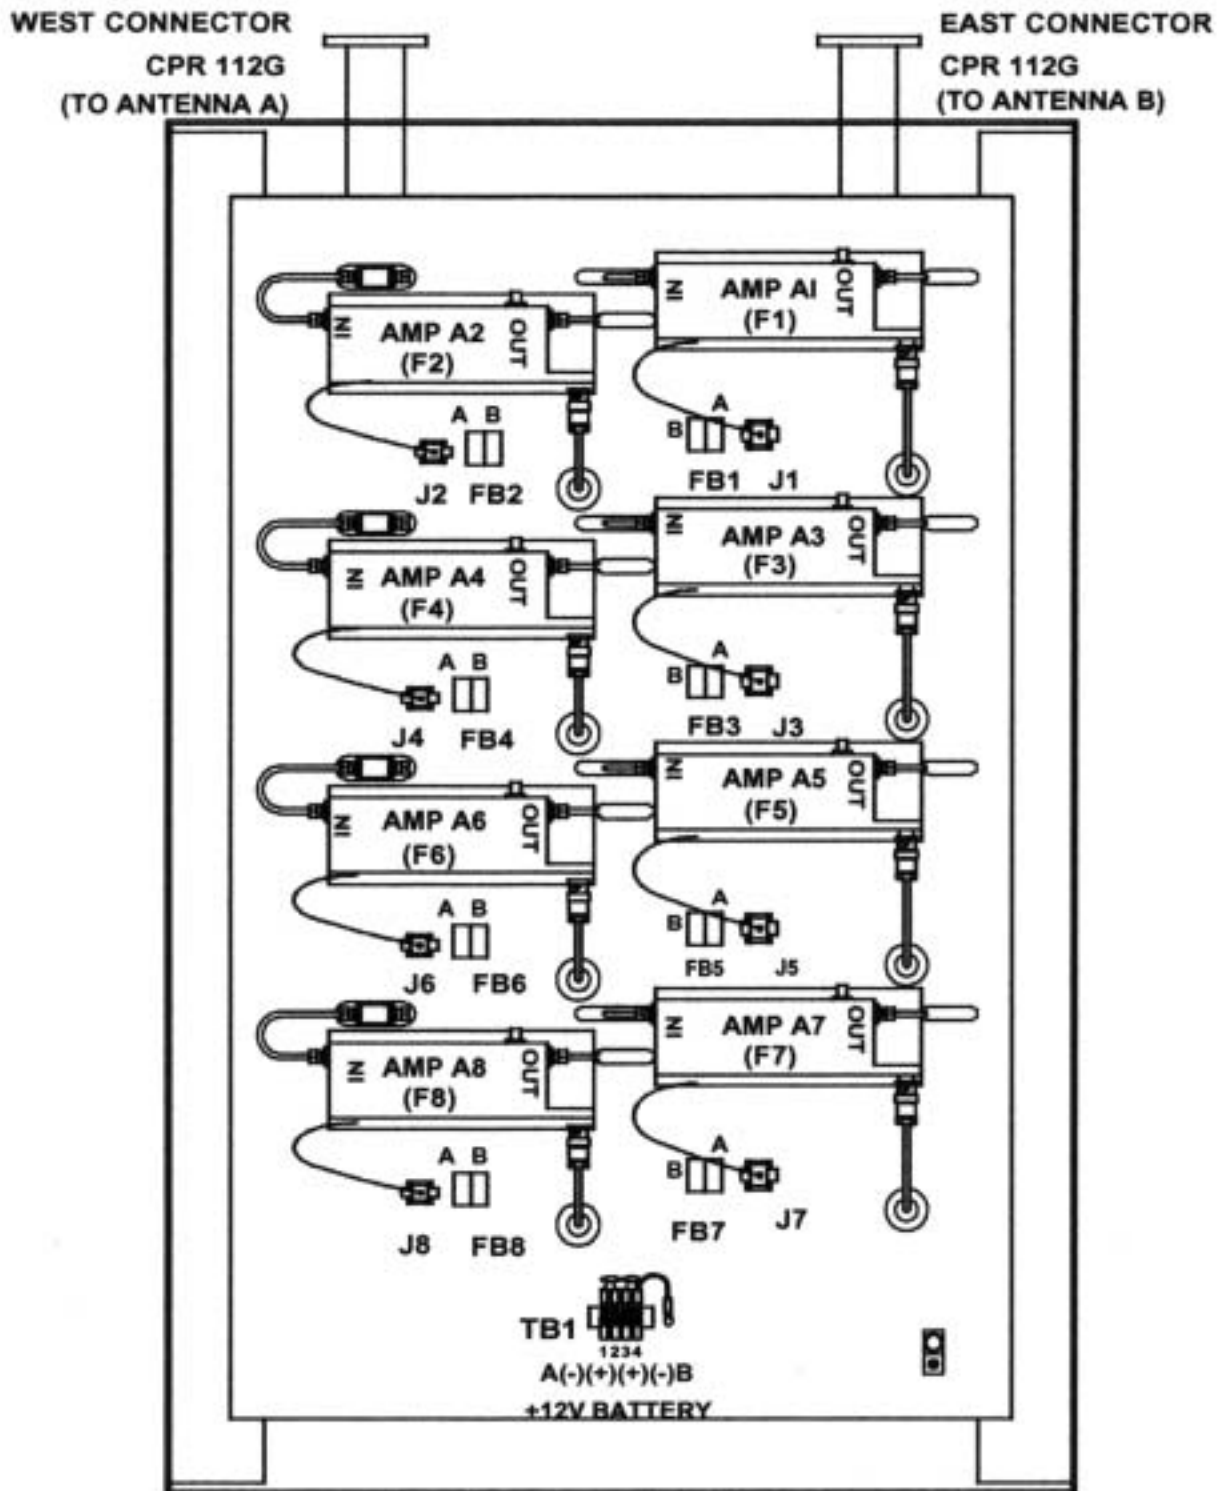 WEST CONNECTOR
CPR 112G
(TO ANTENNA A)
EAST CONNECTOR
CPR 112G
(TO ANTENNA B)
IN
AMP AI
(F1)
OUT
IN
AMP A2
(F2)
OUT
A B
J2 FB2
A
B
FB1 J1
IN
AMP A3
(F3)
OUT
IN
AMP A4
(F4)
OUT
A B
J4 FB4
A
B
FB3 J3
IN
AMP A5
(F5)
OUT
IN
AMP A6
(F6)
OUT
A B
J6 FB6
A
B
FB5 J5
IN
AMP A7
(F7)
OUT
IN
AMP A8
(F8)
OUT
A B
J8 FB8
A
B
FB7 J7
TB1
1234
A(-)(+)(+)(-)B
+12V BATTERY